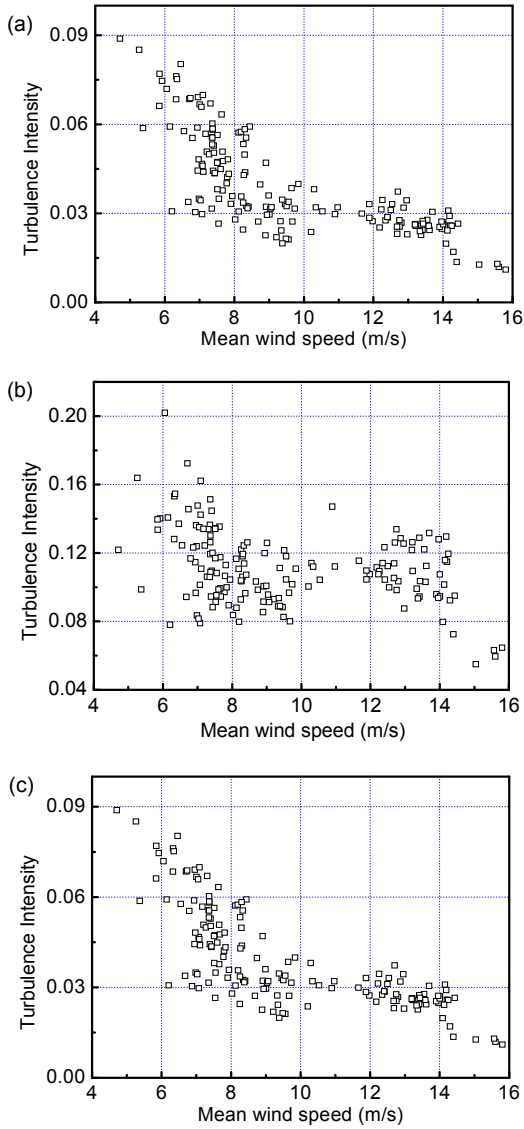 (a)
0.09
0.06
0.03
0.00
Turbulence Intensity
4 6 8 10 12 14 16
Mean wind speed (m/s)
(b)
0.20
0.16
0.12
0.08
0.04
Turbulence Intensity
4 6 8 10 12 14 16
Mean wind speed (m/s)
(c)
0.09
0.06
0.03
0.00
Turbulence Intensity
4 6 8 10 12 14 16
Mean wind speed (m/s)